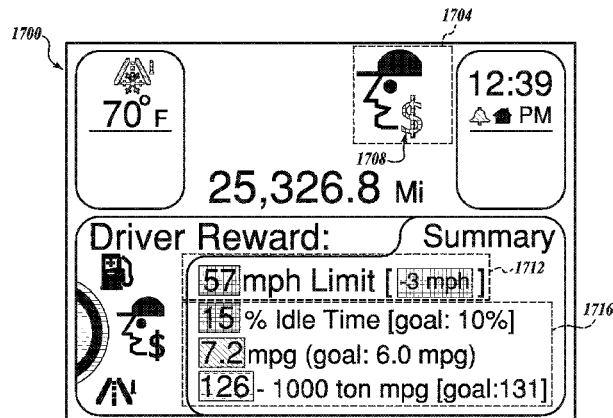 1704
1700
70° F
$
12:39
PM
1708
25,326.8 Mi
Driver Reward:
Summary
57 mph Limit [ -3 mph ]
1712
15 % Idle Time [goal: 10%]
1716
7.2 mpg (goal: 6.0 mpg)
$
126 - 1000 ton mpg [goal:131]